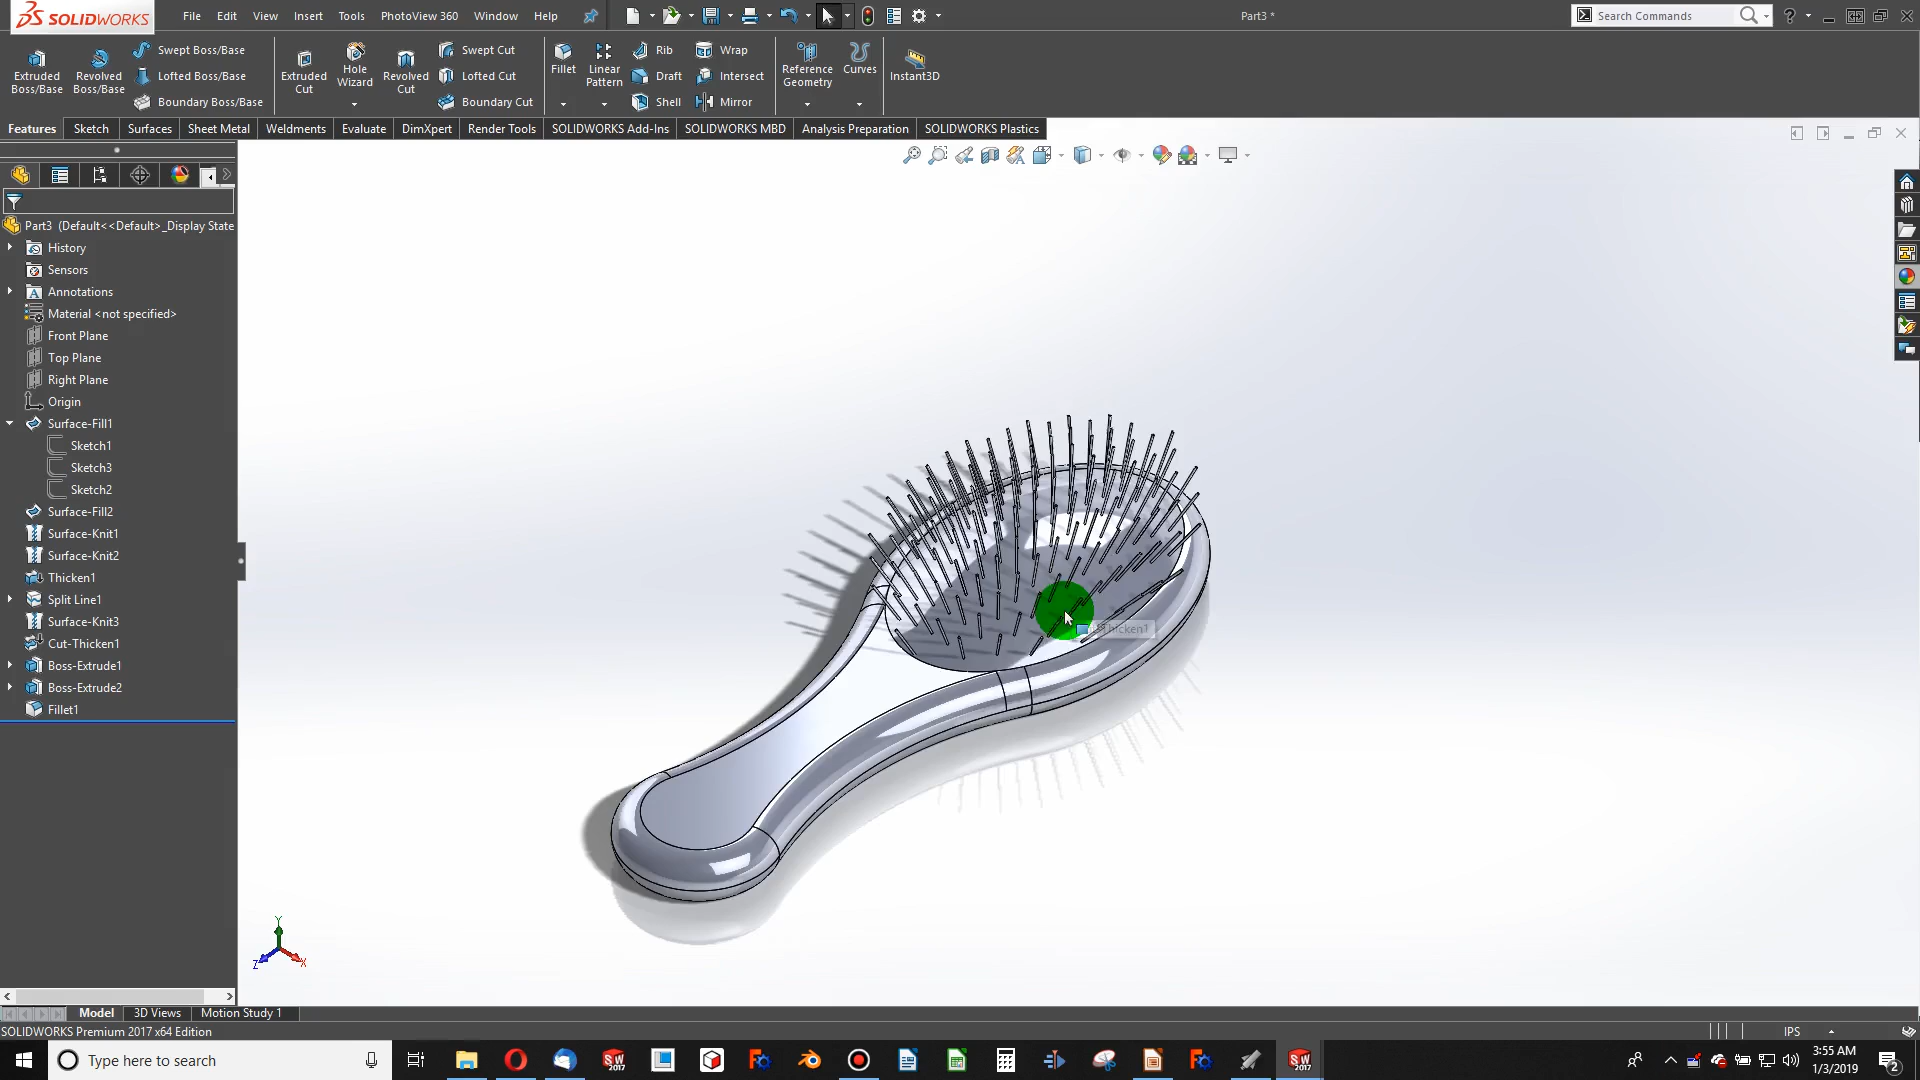 SOLIDWORKS File Edit View Insert Tools PhotoView 360 Window Help Part3 * Search Commands
Extruded Boss/Base
Revolved Boss/Base
Swept Boss/Base
Lofted Boss/Base
Boundary Boss/Base
Extruded Cut
Hole Wizard
Revolved Cut
Swept Cut
Lofted Cut
Boundary Cut
Fillet
Linear Pattern
Rib
Draft
Shell
Wrap
Intersect
Mirror
Reference Geometry
Curves
Instant3D
Features Sketch Surfaces Sheet Metal Weldments Evaluate DimXpert Render Tools SOLIDWORKS Add-Ins SOLIDWORKS MBD Analysis Preparation SOLIDWORKS Plastics
Part3 (Default<<Default>_Display State
History
Sensors
Annotations
Material <not specified>
Front Plane
Top Plane
Right Plane
Origin
Surface-Fill1
Sketch1
Sketch3
Sketch2
Surface-Fill2
Surface-Knit1
Surface-Knit2
Thicken1
Split Line1
Surface-Knit3
Cut-Thicken1
Boss-Extrude1
Boss-Extrude2
Fillet1
Y
Z
X
Model 3D Views Motion Study 1
SOLIDWORKS Premium 2017 x64 Edition IPS
Type here to search
SW 2017
SW 2017
3:55 AM
1/3/2019
2